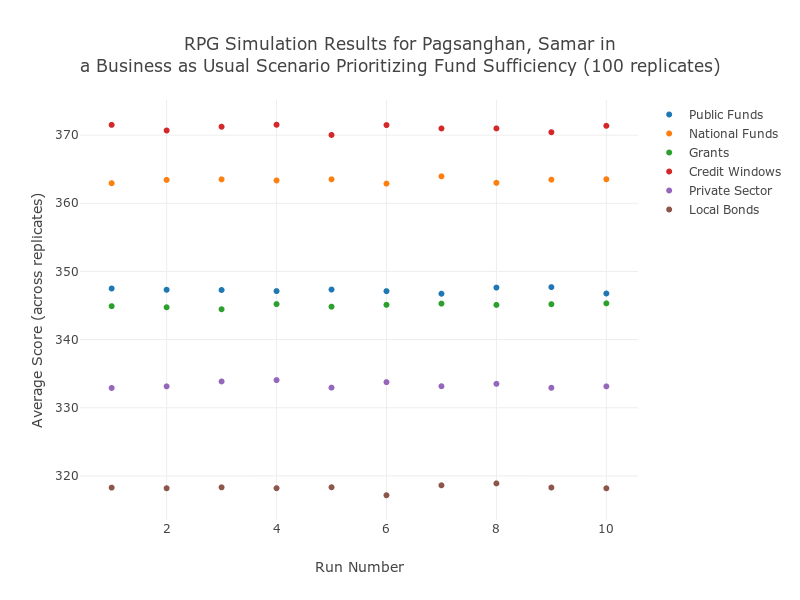 RPG Simulation Results for Pagsanghan, Samar in
a Business as Usual Scenario Prioritizing Fund Sufficiency (100 replicates)
Public Funds
National Funds
Grants
Credit Windows
Private Sector
Local Bonds
Average Score (across replicates)
370
360
350
340
330
320
2
4
6
8
10
Run Number